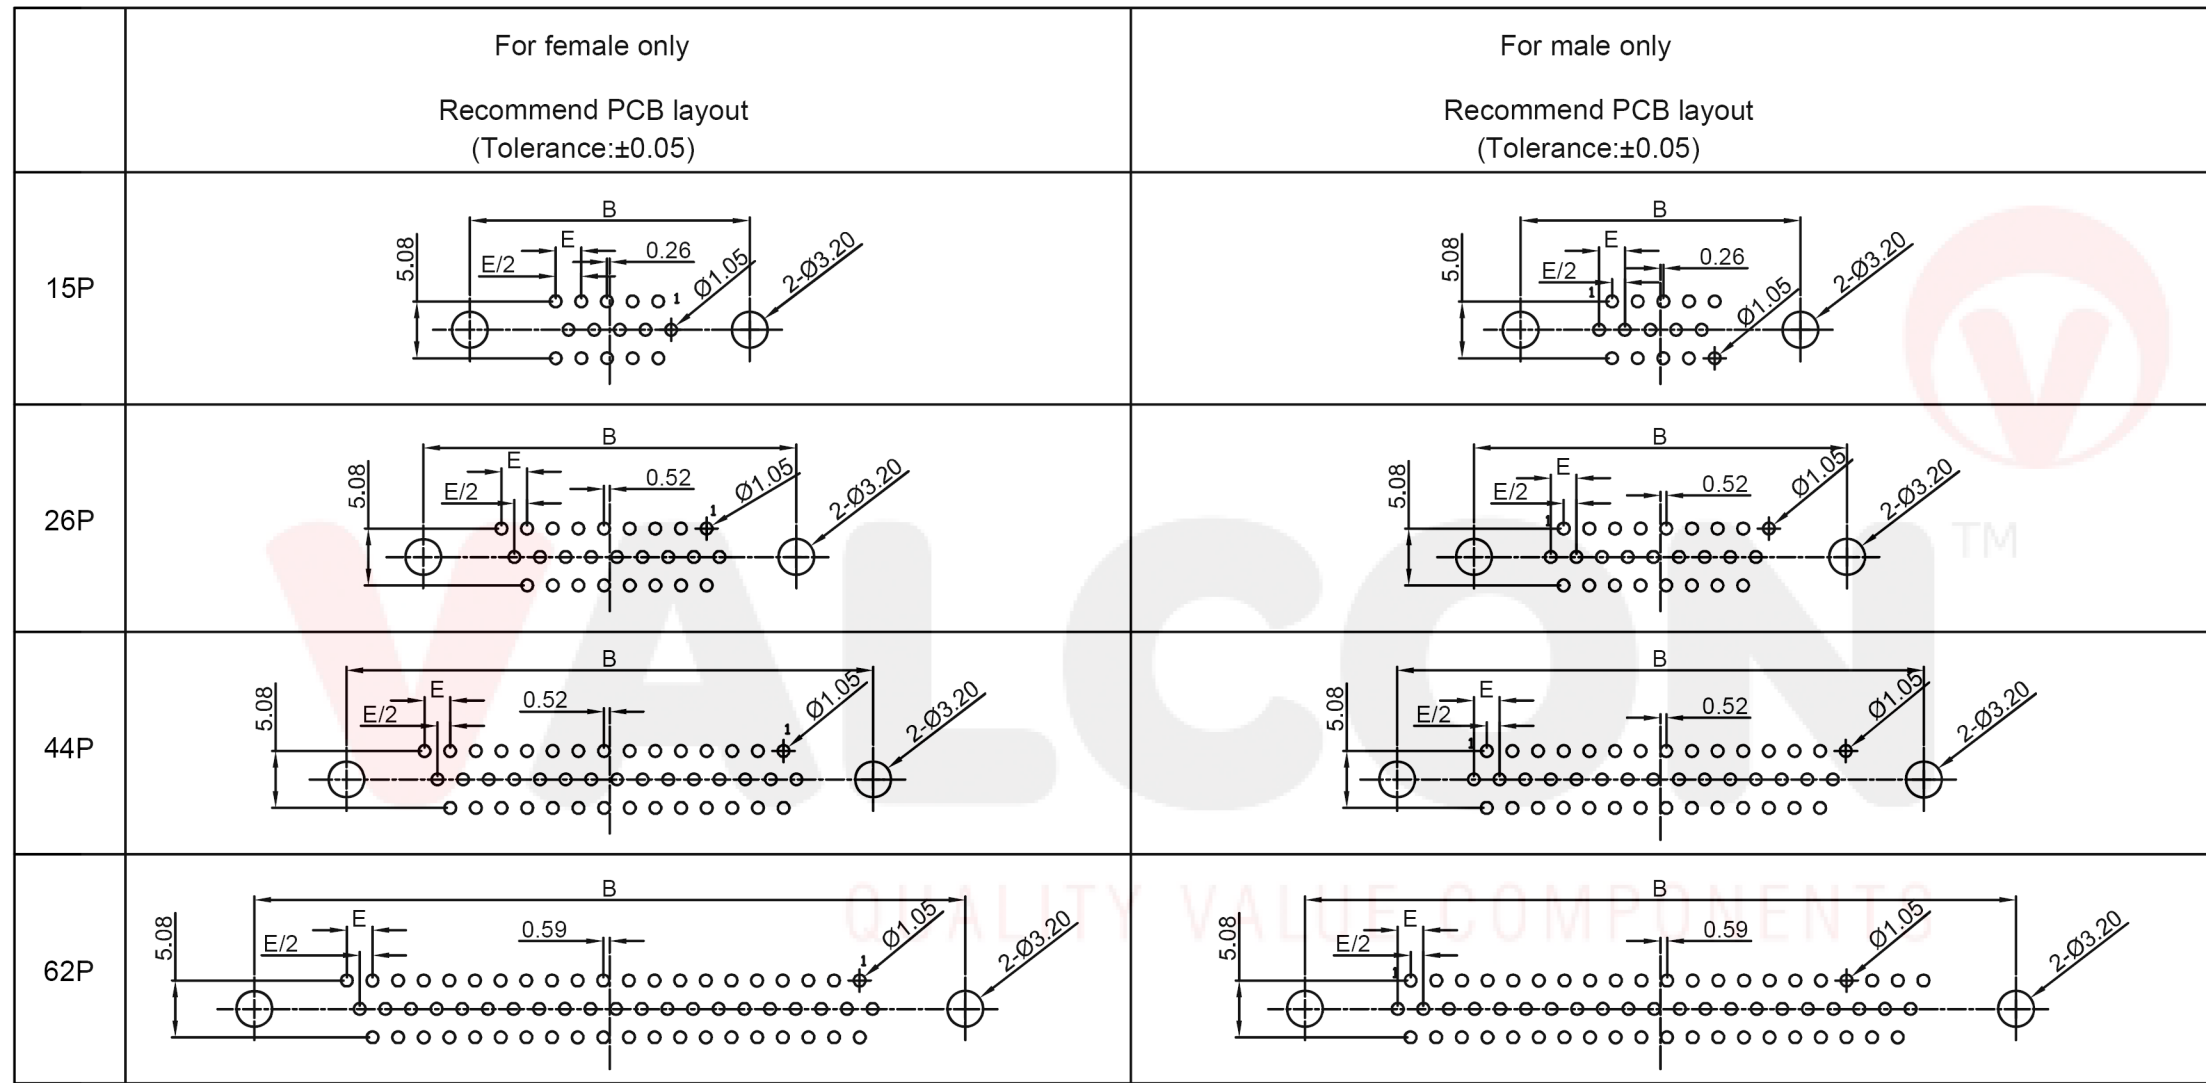 For female only
Recommend PCB layout
(Tolerance:±0.05)
For male only
Recommend PCB layout
(Tolerance:±0.05)
15P
B
E
0.26
E/2
5.08
Ø1.05
2-Ø3.20
1
B
E
0.26
E/2
5.08
Ø1.05
2-Ø3.20
1
26P
B
E
0.52
E/2
5.08
Ø1.05
2-Ø3.20
1
B
E
0.52
E/2
5.08
Ø1.05
2-Ø3.20
1
44P
B
E
0.52
E/2
5.08
Ø1.05
2-Ø3.20
1
B
E
0.52
E/2
5.08
Ø1.05
2-Ø3.20
1
62P
B
E
0.59
E/2
5.08
Ø1.05
2-Ø3.20
1
B
E
0.59
E/2
5.08
Ø1.05
2-Ø3.20
1
V
VALCON
TM
QUALITY VALUE COMPONENTS